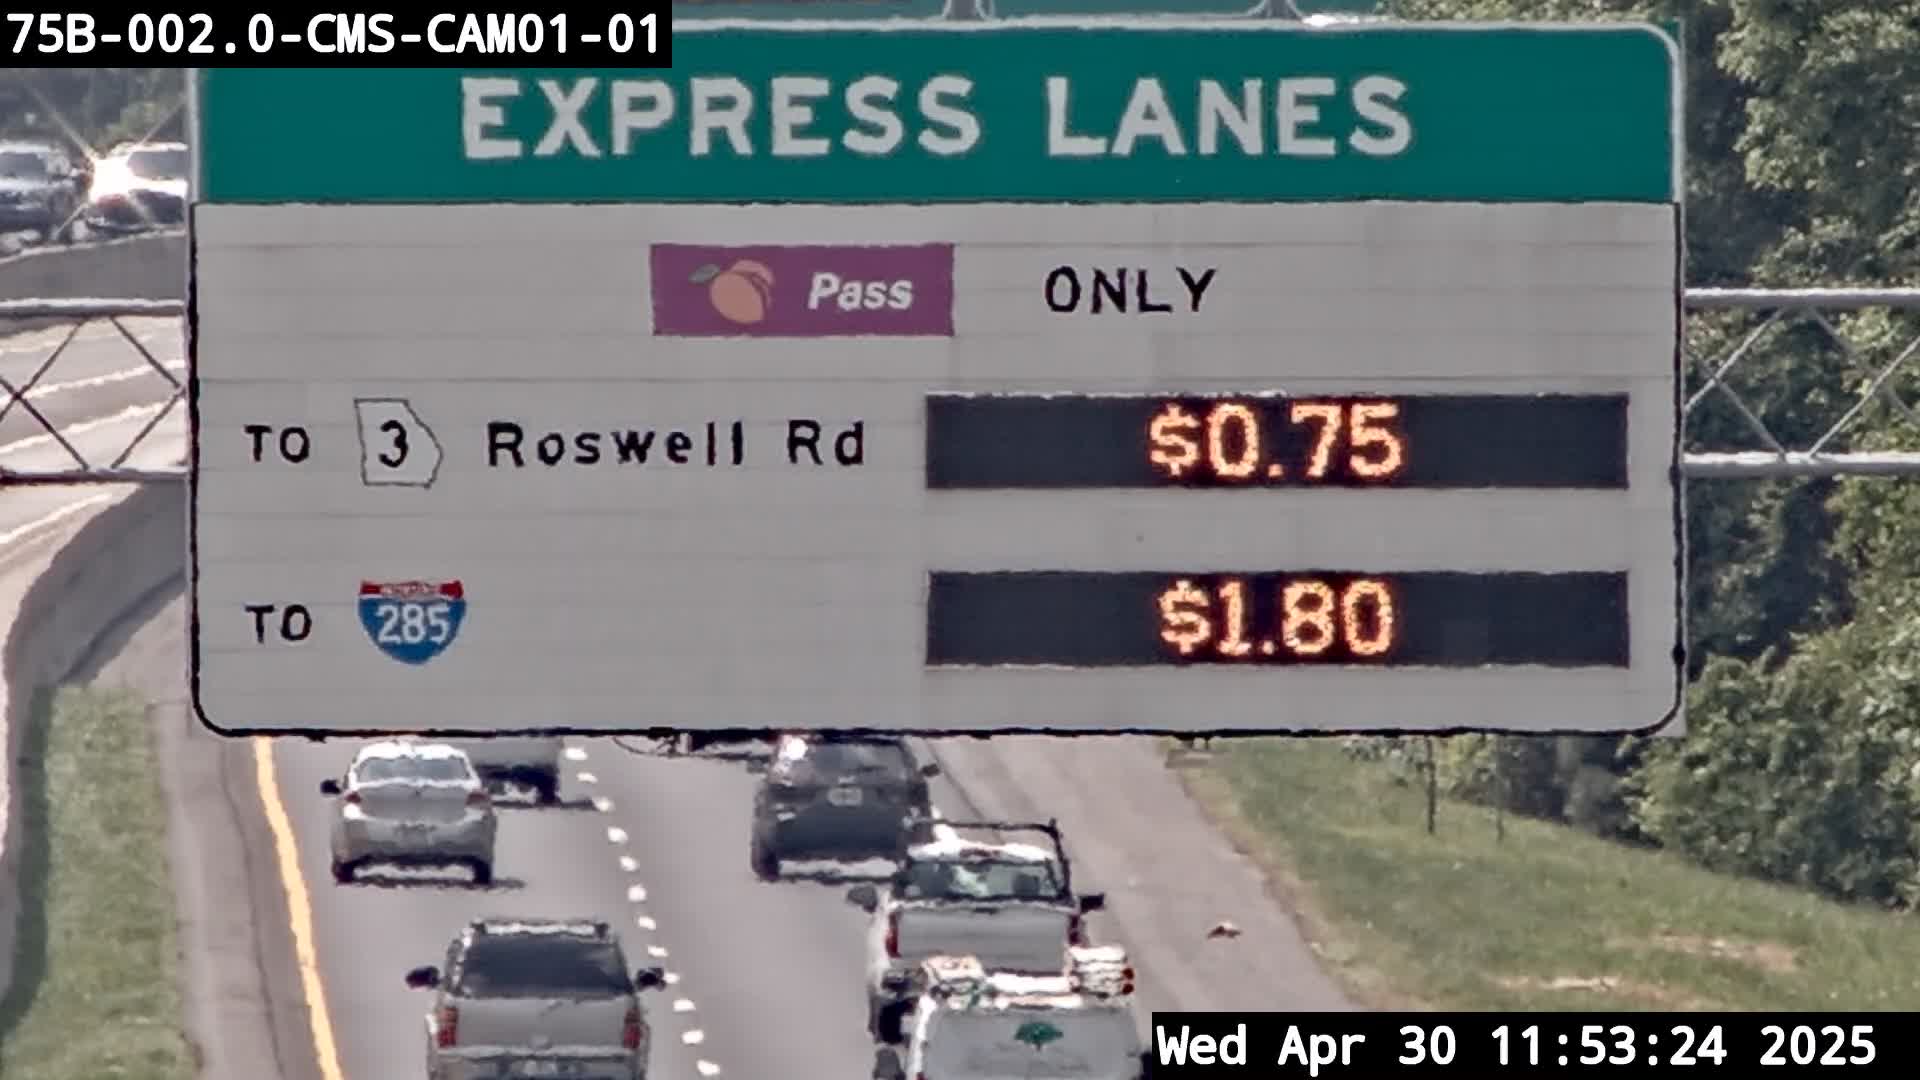 75B-002.0-CMS-CAM01-01
EXPRESS LANES
Pass ONLY
TO 3 Roswell Rd $0.75
TO 285 $1.80
Wed Apr 30 11:53:24 2025